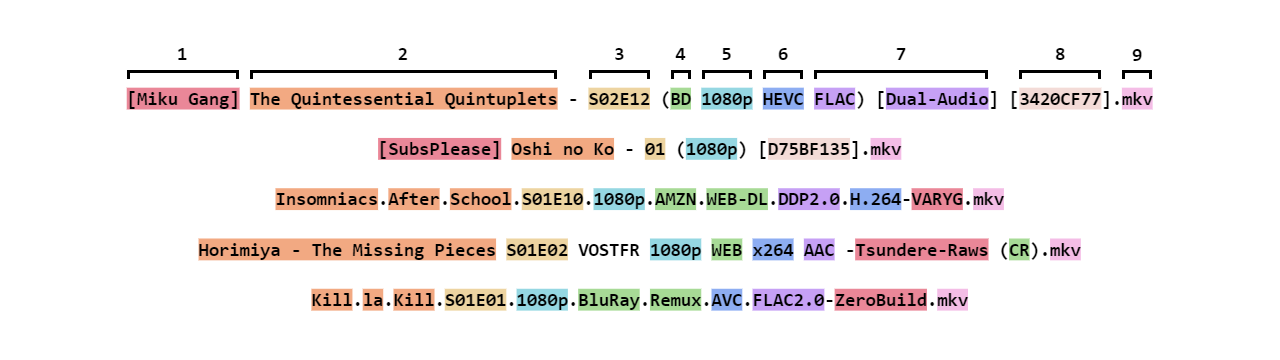 1 2 3 4 5 6 7 8 9
[Miku Gang] The Quintessential Quintuplets - S02E12 (BD 1080p HEVC FLAC) [Dual-Audio] [3420CF77].mkv
[SubsPlease] Oshi no Ko - 01 (1080p) [D75BF135].mkv
Insomniacs.After.School.S01E10.1080p.AMZN.WEB-DL.DDP2.0.H.264-VARYG.mkv
Horimiya - The Missing Pieces S01E02 VOSTFR 1080p WEB x264 AAC -Tsundere-Raws (CR).mkv
Kill.la.Kill.S01E01.1080p.BluRay.Remux.AVC.FLAC2.0-ZeroBuild.mkv